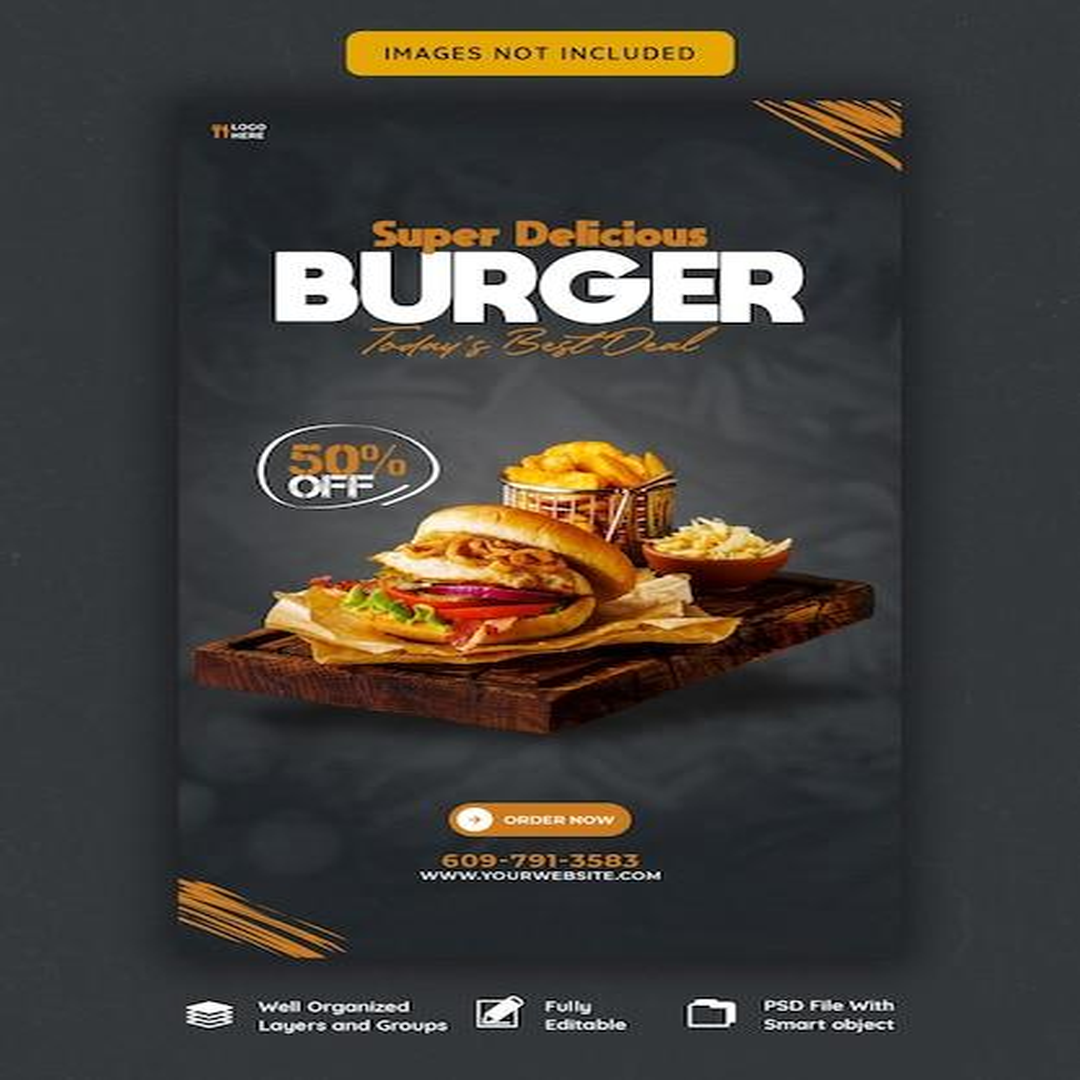 IMAGES NOT INCLUDED
LOGO
HERE
Super Delicious
BURGER
Today's Best Deal
50%
OFF
ORDER NOW
609-791-3583
WWW.YOURWEBSITE.COM
Well Organized
Layers and Groups
Fully
Editable
PSD File With
Smart object